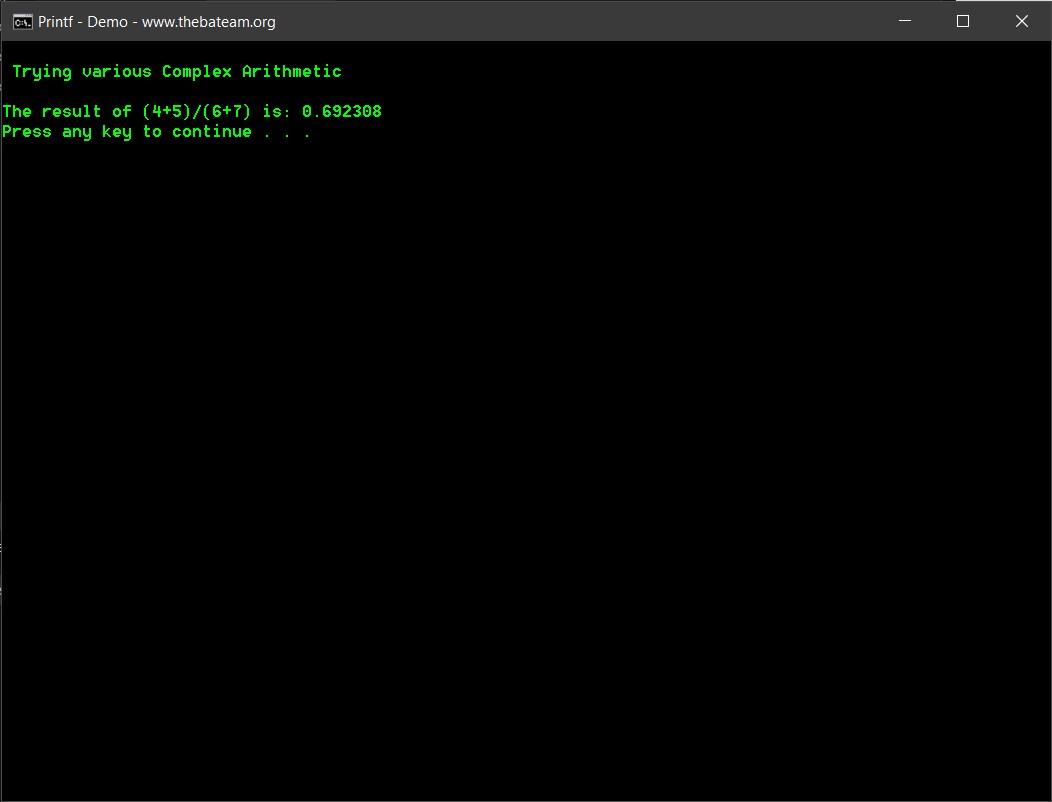 Printf - Demo - www.thebateam.org
Trying various Complex Arithmetic
The result of (4+5)/(6+7) is: 0.692308
Press any key to continue . . .